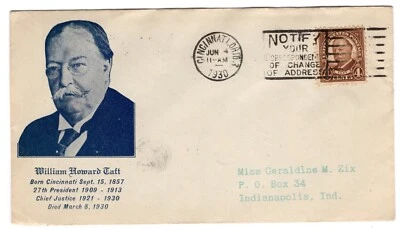 CINCINNATI, OHIO
JUN 4
11-AM
1930
NOTIFY
YOUR
CORRESPONDENTS
OF CHANGE
OF ADDRESS
4
William Howard Taft
Born Cincinnati Sept. 15, 1857
27th President 1909 - 1913
Chief Justice 1921 - 1930
Died March 8, 1930
Miss Geraldine M. Zix
P. O. Box 34
Indianapolis, Ind.